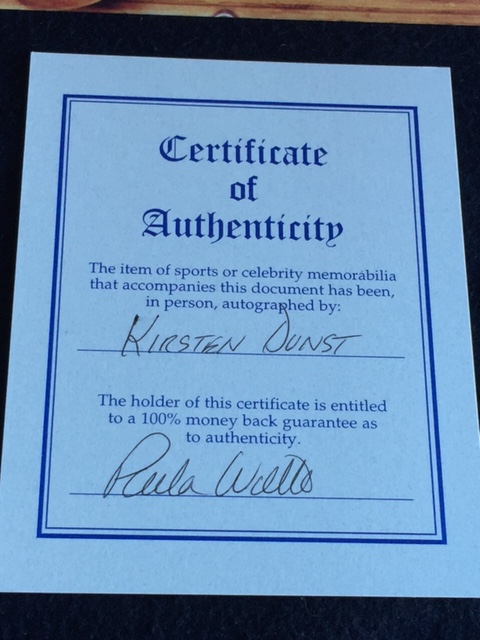 Certificate
of
Authenticity
The item of sports or celebrity memorabilia
that accompanies this document has been,
in person, autographed by:
KIRSTEN DUNST
The holder of this certificate is entitled
to a 100% money back guarantee as
to authenticity.